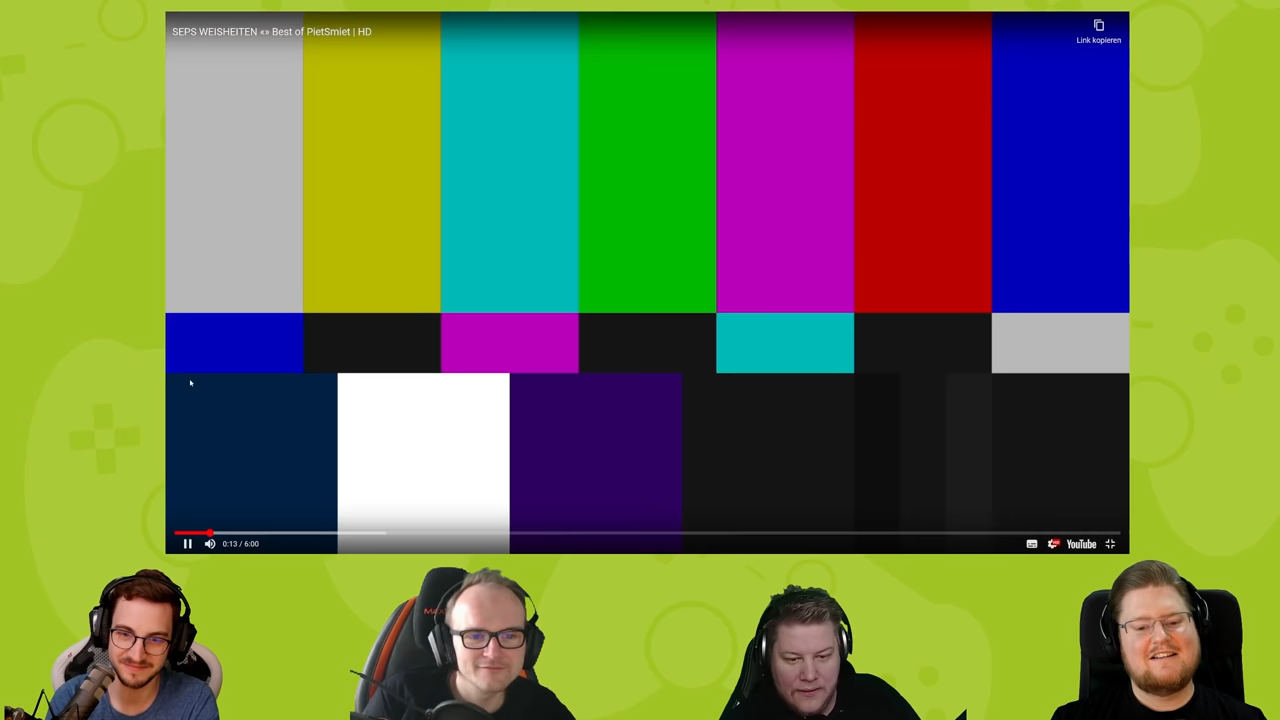 SEPS WEISHEITEN «» Best of PietSmiet | HD
Link kopieren
0:13 / 6:00
YouTube